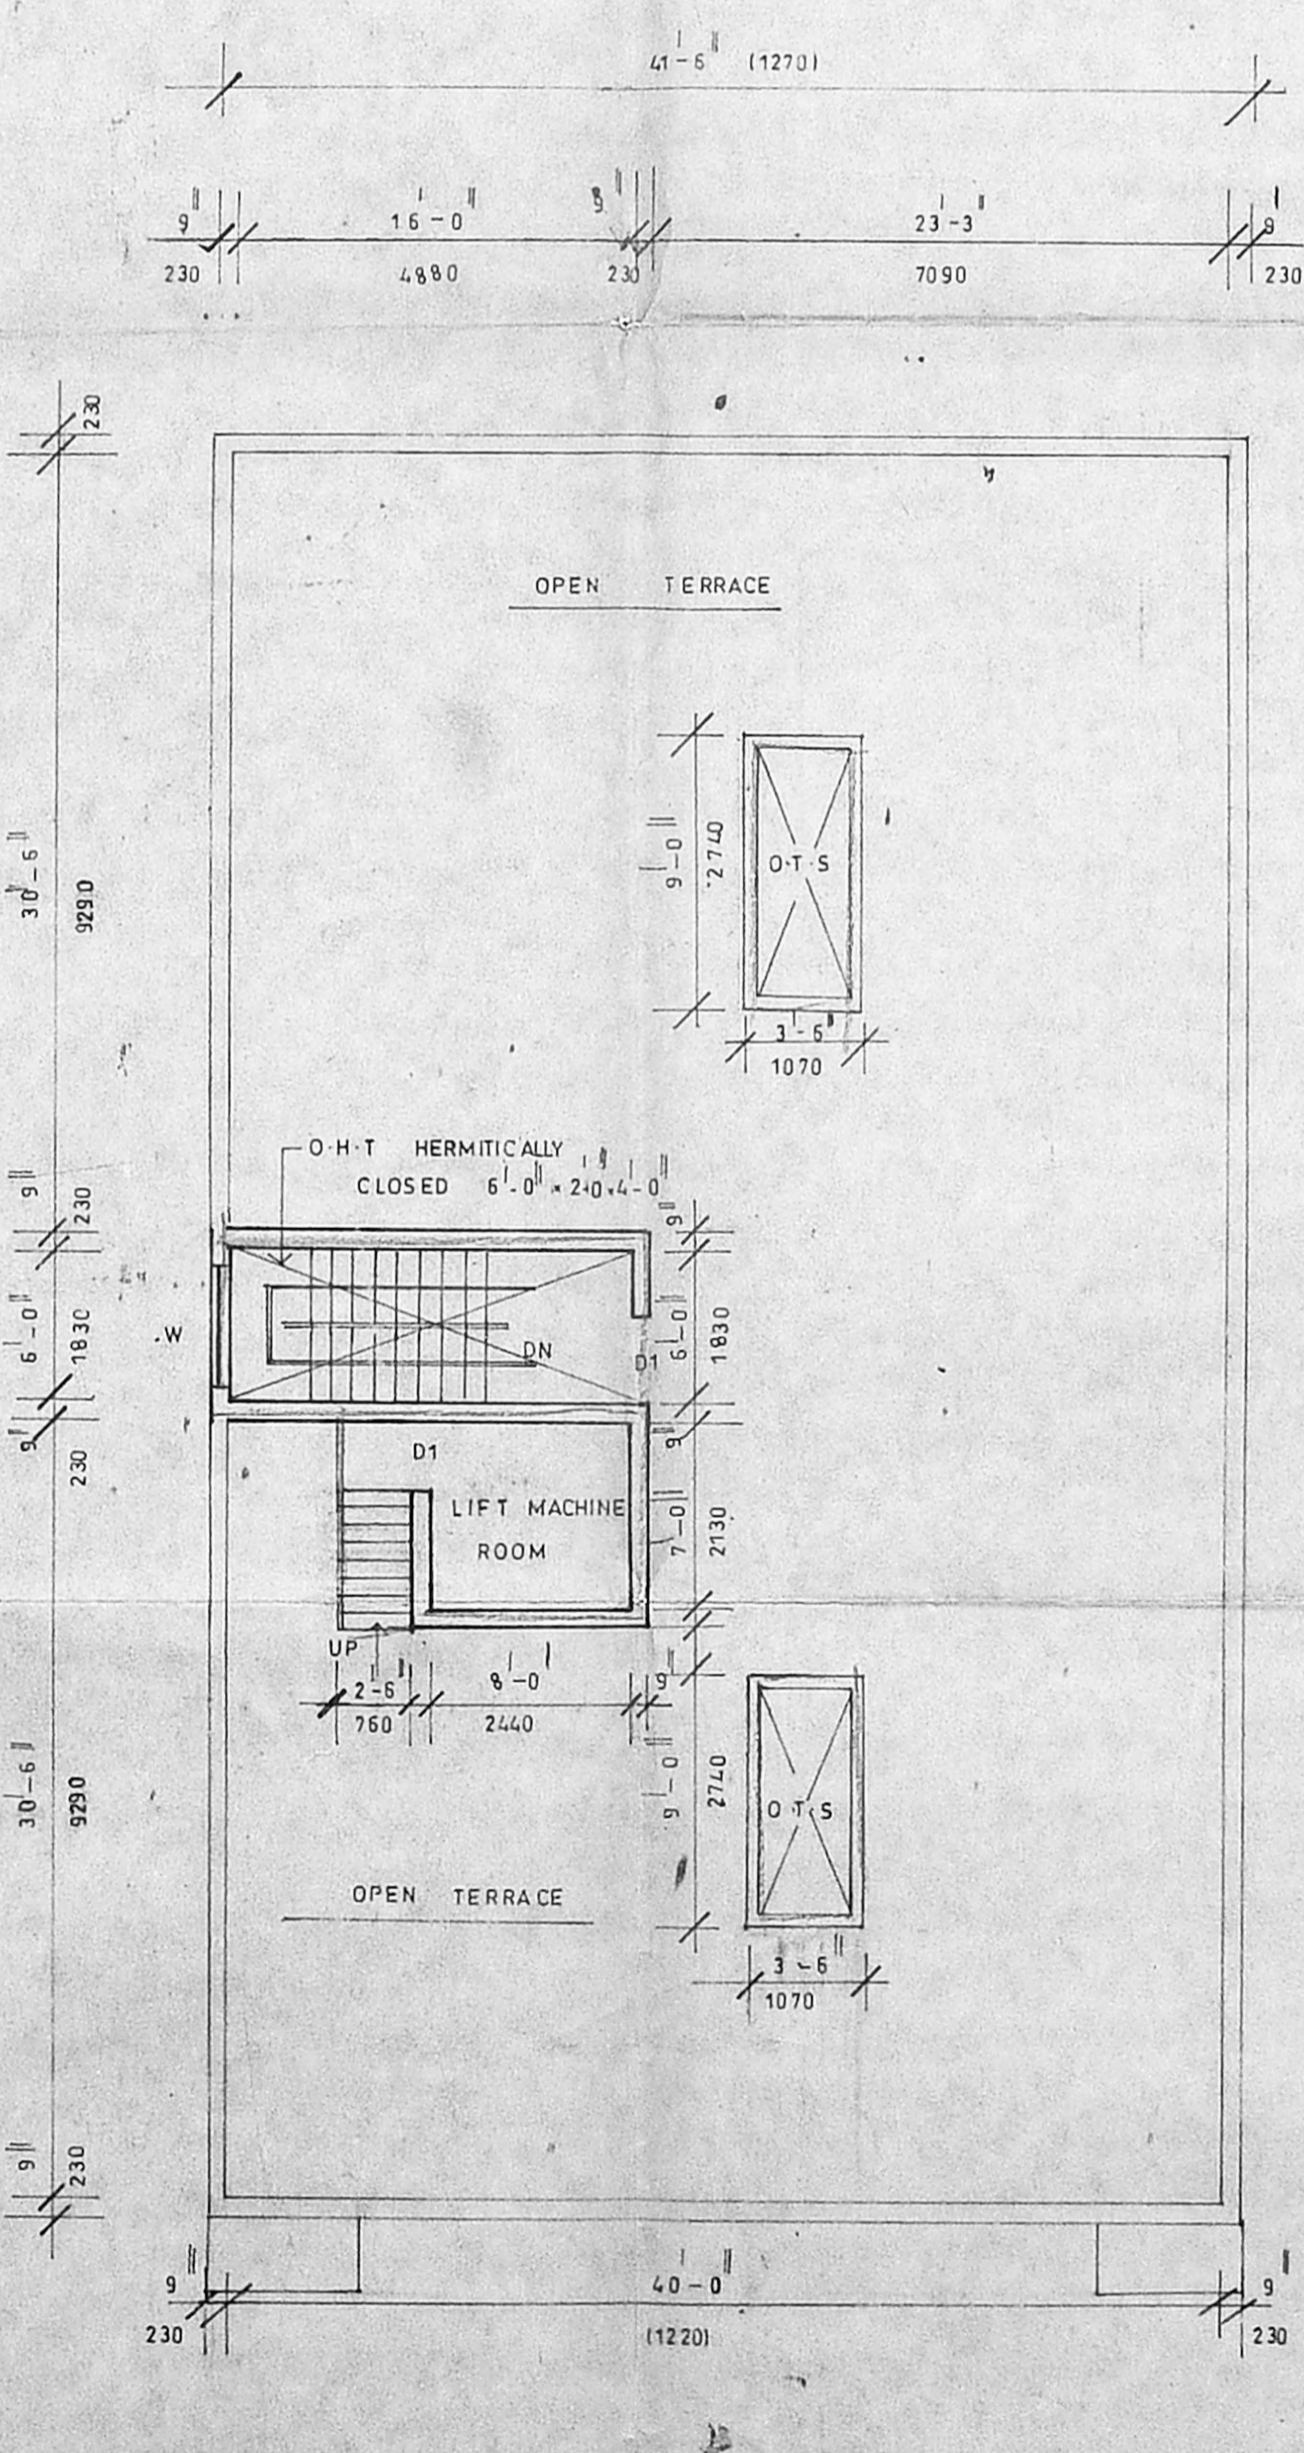 41'-6" (1270)
9" 16'-0" 9" 23'-3" 9"
230 4880 230 7090 230
230
OPEN TERRACE
30'-6"
9290
9'-0"
2740
O·T·S
3'-6"
1070
O·H·T HERMITICALLY
CLOSED 6'-0" × 2'-0" × 4'-0"
9"
230
9"
6'-0"
1830
W
DN
D1
6'-0"
1830
9"
230
D1
9"
LIFT MACHINE
ROOM
7'-0"
2130
UP
2'-6" 8'-0" 9"
760 2440
30'-6"
9290
9'-0"
2740
O·T·S
OPEN TERRACE
3'-6"
1070
9"
230
9" 40'-0" 9"
230 (1220) 230